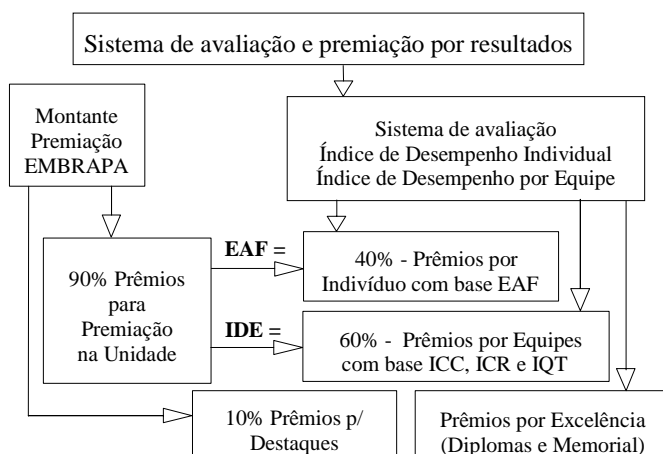 Sistema de avaliação e premiação por resultados
Montante
Premiação
EMBRAPA
Sistema de avaliação
Índice de Desempenho Individual
Índice de Desempenho por Equipe
90% Prêmios
para
Premiação
na Unidade
EAF =
40% - Prêmios por
Indivíduo com base EAF
IDE =
60% - Prêmios por Equipes
com base ICC, ICR e IQT
10% Prêmios p/
Destaques
Prêmios por Excelência
(Diplomas e Memorial)